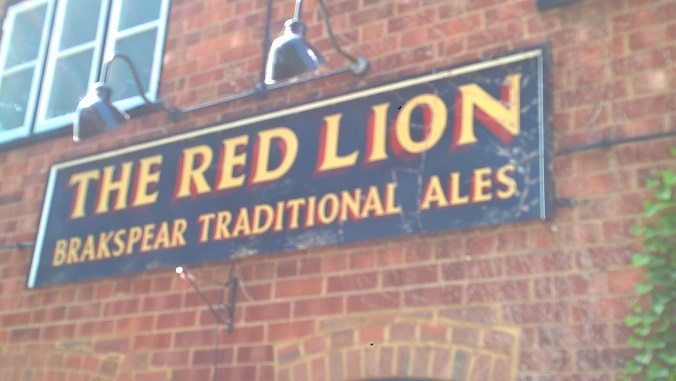 THE RED LION
BRAKSPEAR TRADITIONAL ALES